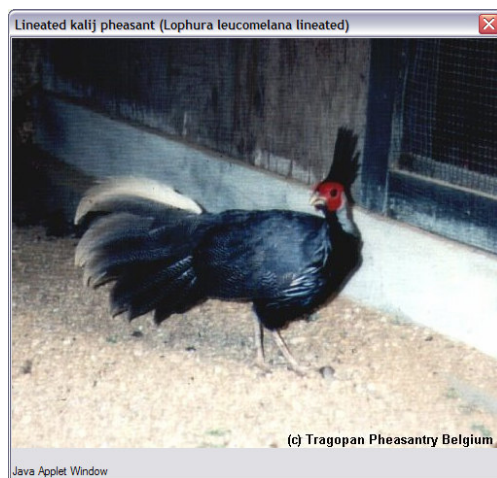 Lineated kalij pheasant (Lophura leucomelana lineated)
(c) Tragopan Pheasantry Belgium
Java Applet Window